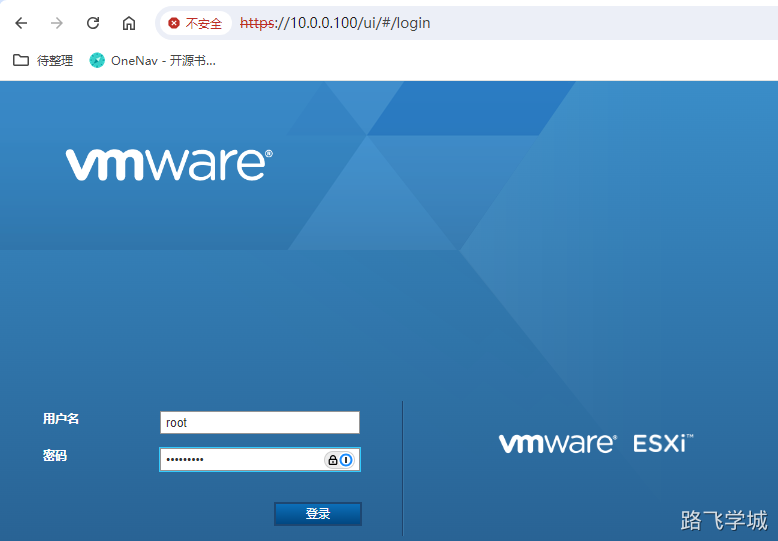 不安全 https://10.0.0.100/ui/#/login
待整理 OneNav - 开源书...
vmware®
用户名 root
密码 •••••••••
vmware® ESXi™
登录
路飞学城